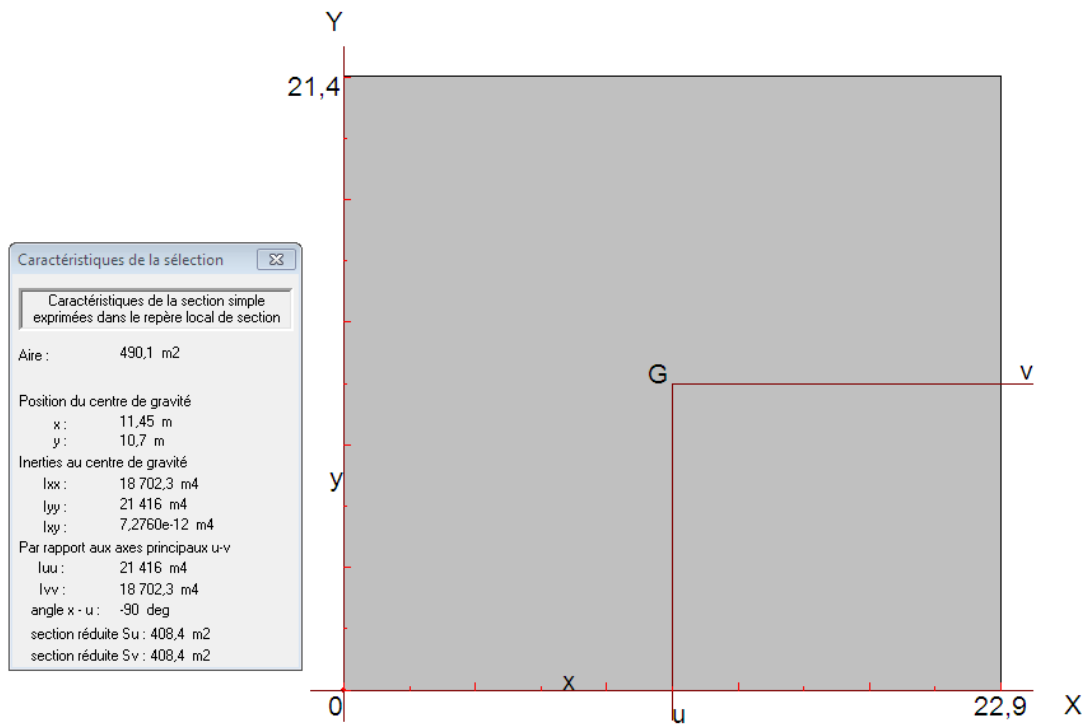 Caractéristiques de la sélection
Caractéristiques de la section simple
exprimées dans le repère local de section
Aire : 490,1 m2
Position du centre de gravité
x : 11,45 m
y : 10,7 m
Inerties au centre de gravité
Ixx : 18 702,3 m4
Iyy : 21 416 m4
Ixy : 7,2760e-12 m4
Par rapport aux axes principaux u-v
Iuu : 21 416 m4
Ivv : 18 702,3 m4
angle x - u : -90 deg
section réduite Su : 408,4 m2
section réduite Sv : 408,4 m2
Y
21,4
G
v
y
x
0
u
22,9
X